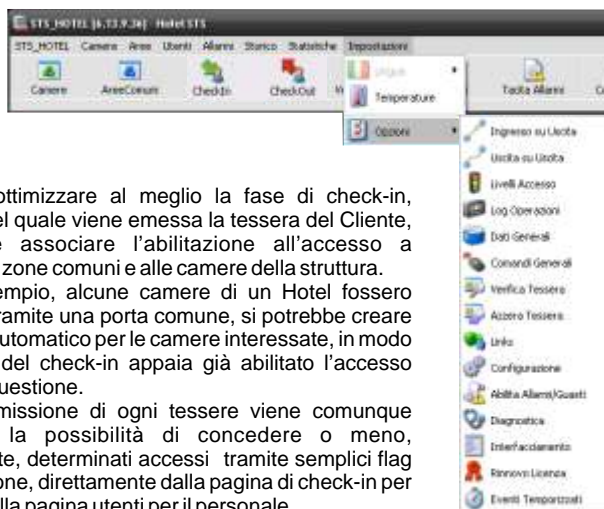 STS_HOTEL [6.13.9.36] Hotel STS
STS_HOTEL Camere Aree Utenti Allarmi Storico Statistiche Impostazioni
Camere AreeComuni CheckIn CheckOut Tacita Allarmi
Lingue
Temperature
Opzioni
Ingresso su Uscita
Uscita su Uscita
Livelli Accesso
Log Operazioni
Dati Generali
Comandi Generali
Verifica Tessera
Azzera Tessera
Links
Configurazione
Abilita Allarmi/Guasti
Diagnostica
Interfacciamento
Rinnovo Licenza
Eventi Temporizzati
ottimizzare al meglio la fase di check-in,
el quale viene emessa la tessera del Cliente,
e associare l’abilitazione all’accesso a
zone comuni e alle camere della struttura.
empio, alcune camere di un Hotel fossero
ramite una porta comune, si potrebbe creare
automatico per le camere interessate, in modo
del check-in appaia già abilitato l’accesso
uestione.
missione di ogni tessere viene comunque
la possibilità di concedere o meno,
te, determinati accessi tramite semplici flag
one, direttamente dalla pagina di check-in per
lla pagina utenti per il personale.